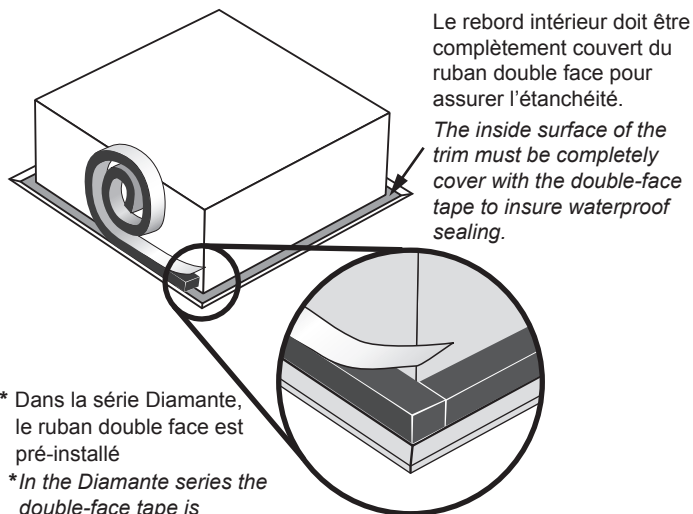 Le rebord intérieur doit être
complètement couvert du
ruban double face pour
assurer l'étanchéité.
The inside surface of the
trim must be completely
cover with the double-face
tape to insure waterproof
sealing.
* Dans la série Diamante,
le ruban double face est
pré-installé
*In the Diamante series the
double-face tape is